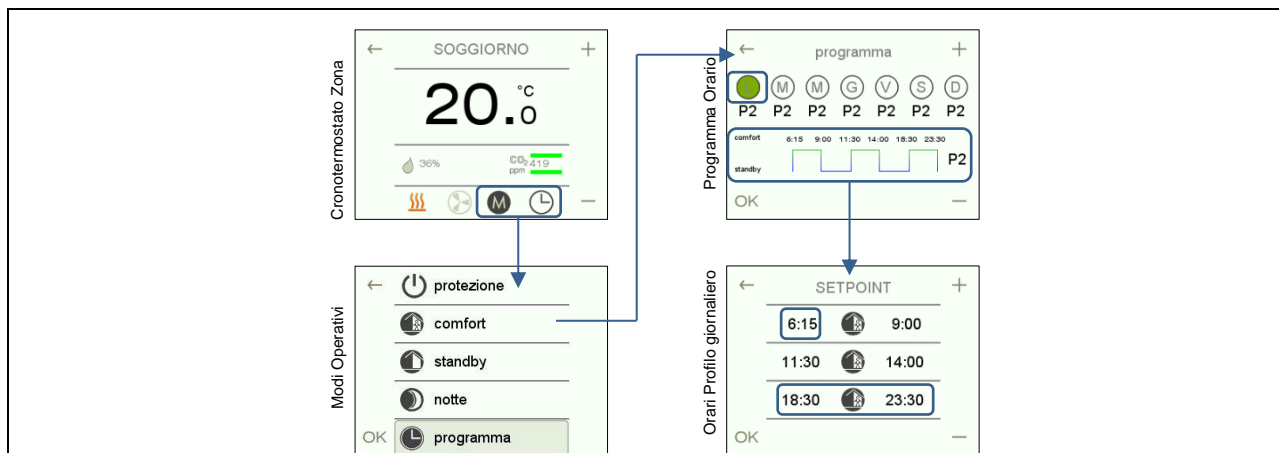 Cronotermostato Zona
← SOGGIORNO +
20.0 °C
36% CO₂ ppm 419
M —
Modi Operativi
← protezione
comfort
standby
notte
OK programma
Programma Orario
← programma +
L M M G V S D
P2 P2 P2 P2 P2 P2 P2
comfort 6:15 9:00 11:30 14:00 18:30 23:30
standby P2
OK —
Orari Profilo giornaliero
← SETPOINT +
6:15 9:00
11:30 14:00
18:30 23:30
OK —